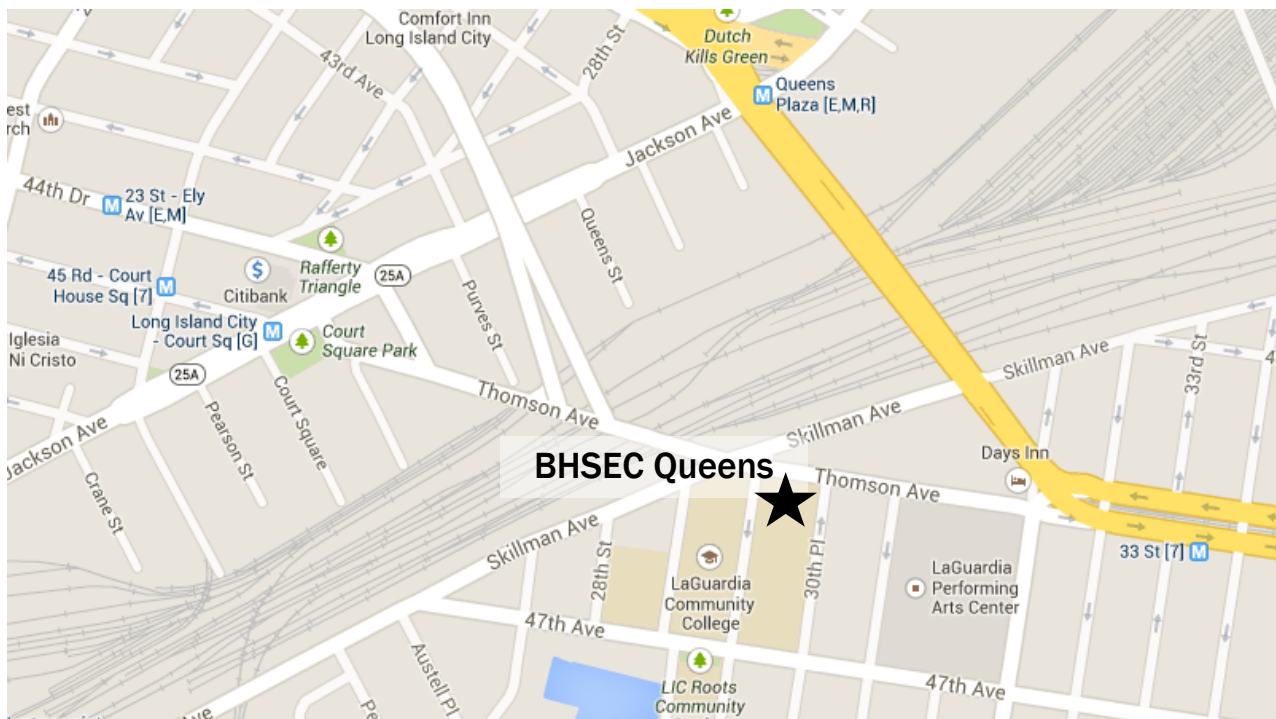 Comfort Inn
Long Island City
43rd Ave
28th St
Dutch
Kills Green
Queens
Plaza [E,M,R]
est
rch
Jackson Ave
44th Dr
23 St - Ely
Av [E,M]
Queens St
Rafferty
Triangle
25A
45 Rd - Court
House Sq [7]
Citibank
Purves St
Long Island City
- Court Sq [G]
Court
Square Park
Iglesia
Ni Cristo
25A
Skillman Ave
33rd St
4
Thomson Ave
Court Square
Pearson St
Skillman Ave
Jackson Ave
BHSEC Queens
Days Inn
Thomson Ave
Crane St
Skillman Ave
28th St
30th Pl
33 St [7]
LaGuardia
Community
College
LaGuardia
Performing
Arts Center
47th Ave
Austell Pl
LIC Roots
Community
47th Ave
Pe
Ave